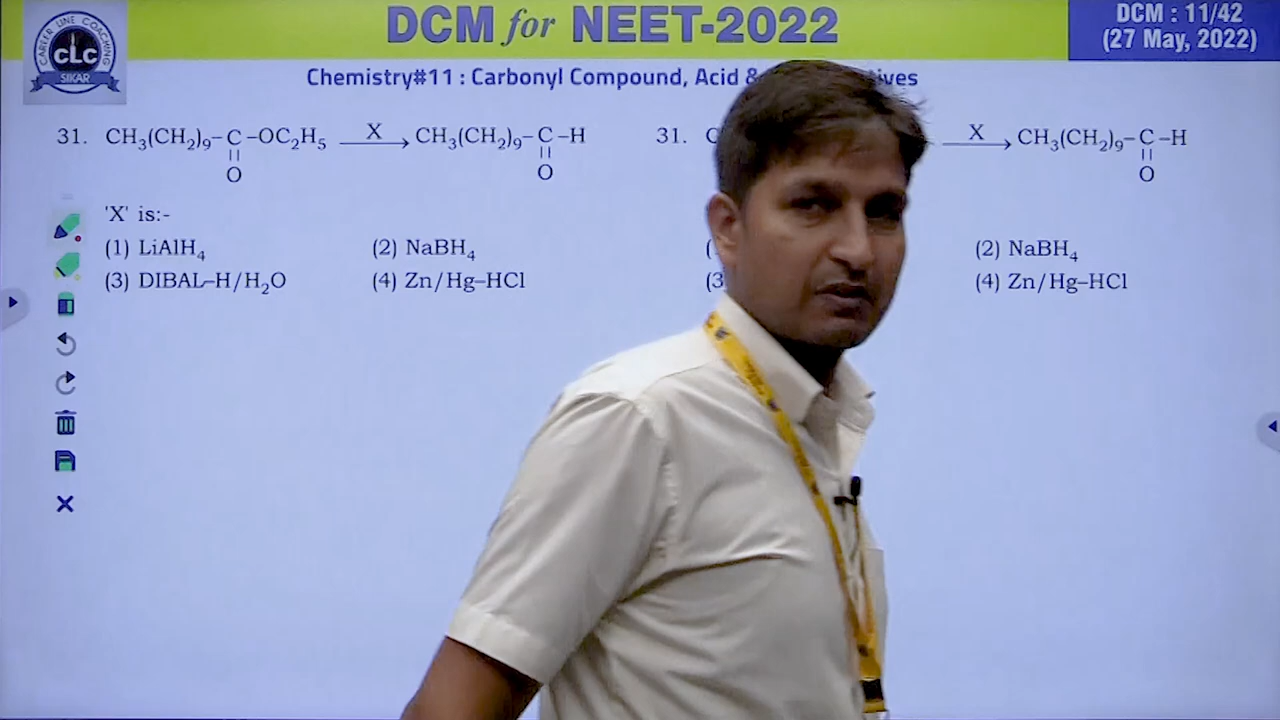 DCM for NEET-2022
DCM : 11/42
(27 May, 2022)
CAREER LINE COACHING
CLC
SIKAR
Chemistry#11 : Carbonyl Compound, Acid &
31. CH₃(CH₂)₉–C–OC₂H₅ —X→ CH₃(CH₂)₉–C–H
|| ||
O O
'X' is:-
(1) LiAlH₄ (2) NaBH₄
(3) DIBAL–H/H₂O (4) Zn/Hg–HCl
31. —X→ CH₃(CH₂)₉–C–H
||
O
(2) NaBH₄
(3 (4) Zn/Hg–HCl